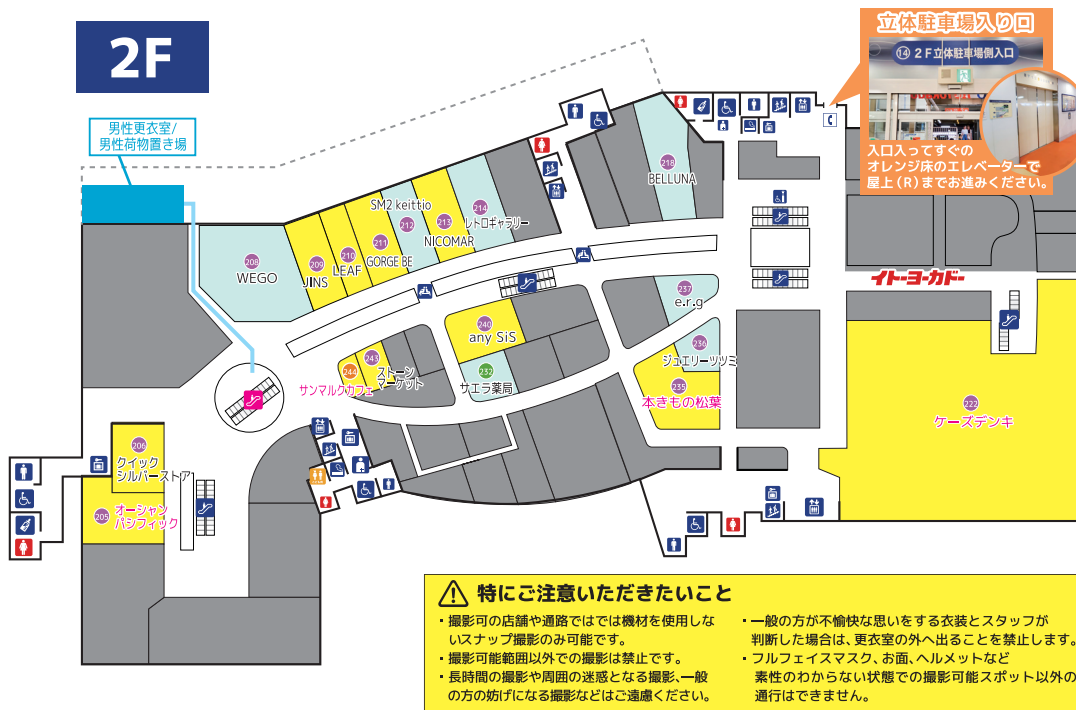 2F
立体駐車場入り口
⑭ 2F立体駐車場側入口
入口入ってすぐの
オレンジ床のエレベーターで
屋上(R)までお進みください。
男性更衣室/
男性荷物置き場
218
BELLUNA
SM2 keittio
212
214
レトロギャラリー
213
NICOMAR
211
GORGE BE
210
LEAF
209
JINS
208
WEGO
237
e.r.g
イトーヨーカドー
240
any SiS
236
ジュエリーツツミ
243
ストーン
マーケット
244
サンマルクカフェ
232
サエラ薬局
235
本きもの松葉
222
ケーズデンキ
206
クイック
シルバーストア
205
オーシャン
パシフィック
特にご注意いただきたいこと
・撮影可の店舗や通路ではでは機材を使用しな
いスナップ撮影のみ可能です。
・撮影可能範囲以外での撮影は禁止です。
・長時間の撮影や周囲の迷惑となる撮影、一般
の方の妨げになる撮影などはご遠慮ください。
・一般の方が不愉快な思いをする衣装とスタッフが
判断した場合は、更衣室の外へ出ることを禁止します。
・フルフェイスマスク、お面、ヘルメットなど
素性のわからない状態での撮影可能スポット以外の
通行はできません。